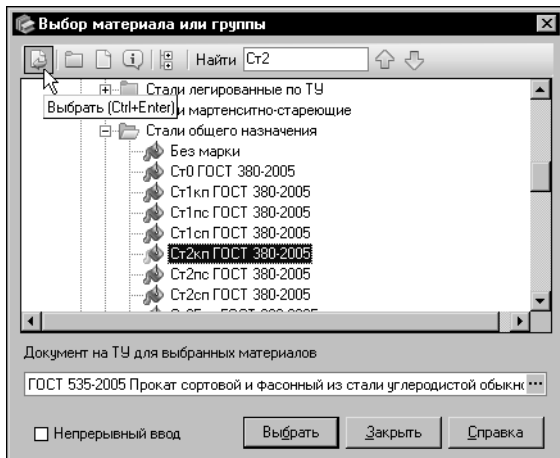 Выбор материала или группы
Найти Ст2
Стали легированные по ТУ
Выбрать (Ctrl+Enter) и мартенситно-стареющие
Стали общего назначения
Без марки
Ст0 ГОСТ 380-2005
Ст1кп ГОСТ 380-2005
Ст1пс ГОСТ 380-2005
Ст1сп ГОСТ 380-2005
Ст2кп ГОСТ 380-2005
Ст2пс ГОСТ 380-2005
Ст2сп ГОСТ 380-2005
Документ на ТУ для выбранных материалов
ГОСТ 535-2005 Прокат сортовой и фасонный из стали углеродистой обыкн ...
Непрерывный ввод Выбрать Закрыть Справка